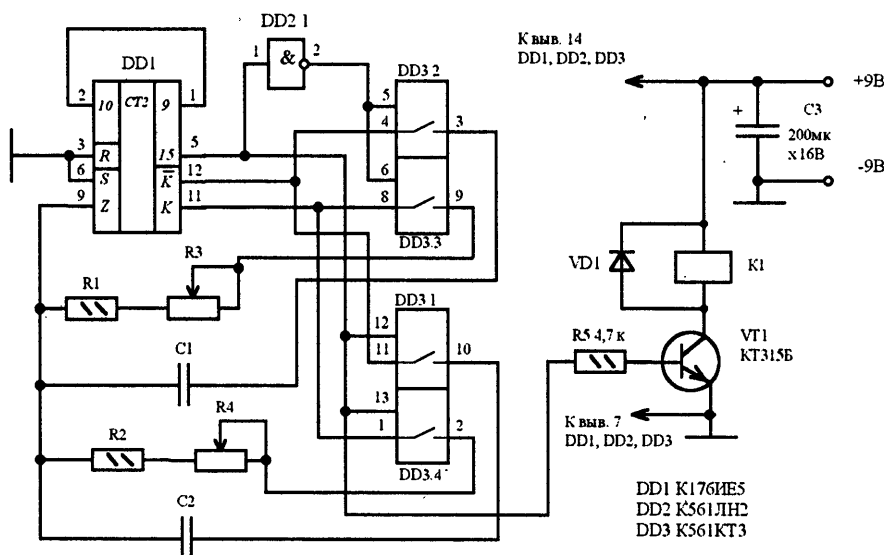 DD2 1
К выв. 14
DD1, DD2, DD3
+9В
DD1
1
&
2
DD3 2
2
10
CT2
9
1
5
4
3
+
C3
200мк
х16В
3
R
15
5
6
S
K
12
6
-9В
9
Z
K
11
8
9
DD3.3
R3
VD1
K1
R1
DD3 1
12
11
10
R5 4,7 к
VT1
КТ315Б
C1
13
R4
1
2
К выв. 7
DD1, DD2, DD3
R2
DD3.4
C2
DD1 К176ИЕ5
DD2 К561ЛН2
DD3 К561КТ3